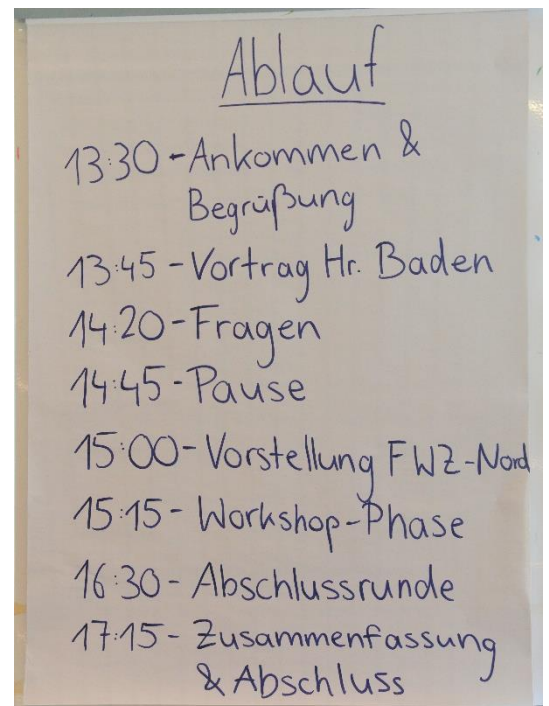 Ablauf
13:30 - Ankommen &
Begrüßung
13:45 - Vortrag Hr. Baden
14:20 - Fragen
14:45 - Pause
15:00 - Vorstellung FWZ-Nord
15:15 - Workshop-Phase
16:30 - Abschlussrunde
17:15 - Zusammenfassung
& Abschluss